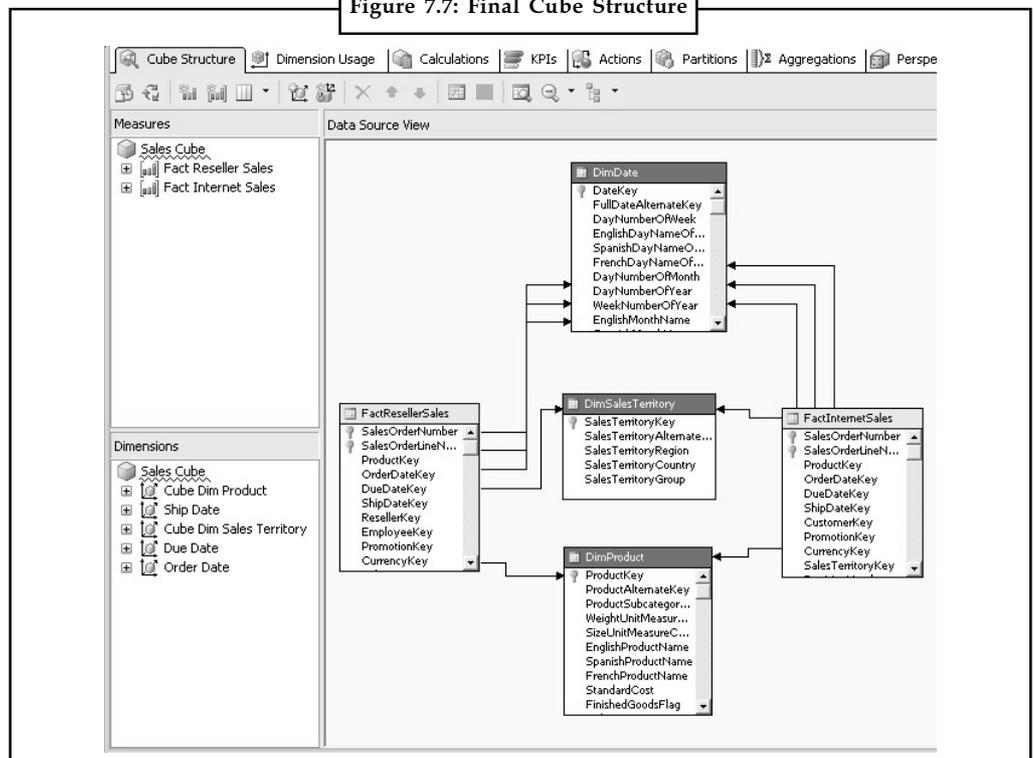 Figure 7.7: Final Cube Structure
Cube Structure Dimension Usage Calculations KPIs Actions Partitions Aggregations Perspe
Measures
Sales Cube
Fact Reseller Sales
Fact Internet Sales
Dimensions
Sales Cube
Cube Dim Product
Ship Date
Cube Dim Sales Territory
Due Date
Order Date
Data Source View
DimDate
DateKey
FullDateAlternateKey
DayNumberOfWeek
EnglishDayNameOf...
SpanishDayNameO...
FrenchDayNameOf...
DayNumberOfMonth
DayNumberOfYear
WeekNumberOfYear
EnglishMonthName
FactResellerSales
SalesOrderNumber
SalesOrderLineN...
ProductKey
OrderDateKey
DueDateKey
ShipDateKey
ResellerKey
EmployeeKey
PromotionKey
CurrencyKey
DimSalesTerritory
SalesTerritoryKey
SalesTerritoryAlternate...
SalesTerritoryRegion
SalesTerritoryCountry
SalesTerritoryGroup
FactInternetSales
SalesOrderNumber
SalesOrderLineN...
ProductKey
OrderDateKey
DueDateKey
ShipDateKey
CustomerKey
PromotionKey
CurrencyKey
SalesTerritoryKey
DimProduct
ProductKey
ProductAlternateKey
ProductSubcategor...
WeightUnitMeasur...
SizeUnitMeasureC...
EnglishProductName
SpanishProductName
FrenchProductName
StandardCost
FinishedGoodsFlag